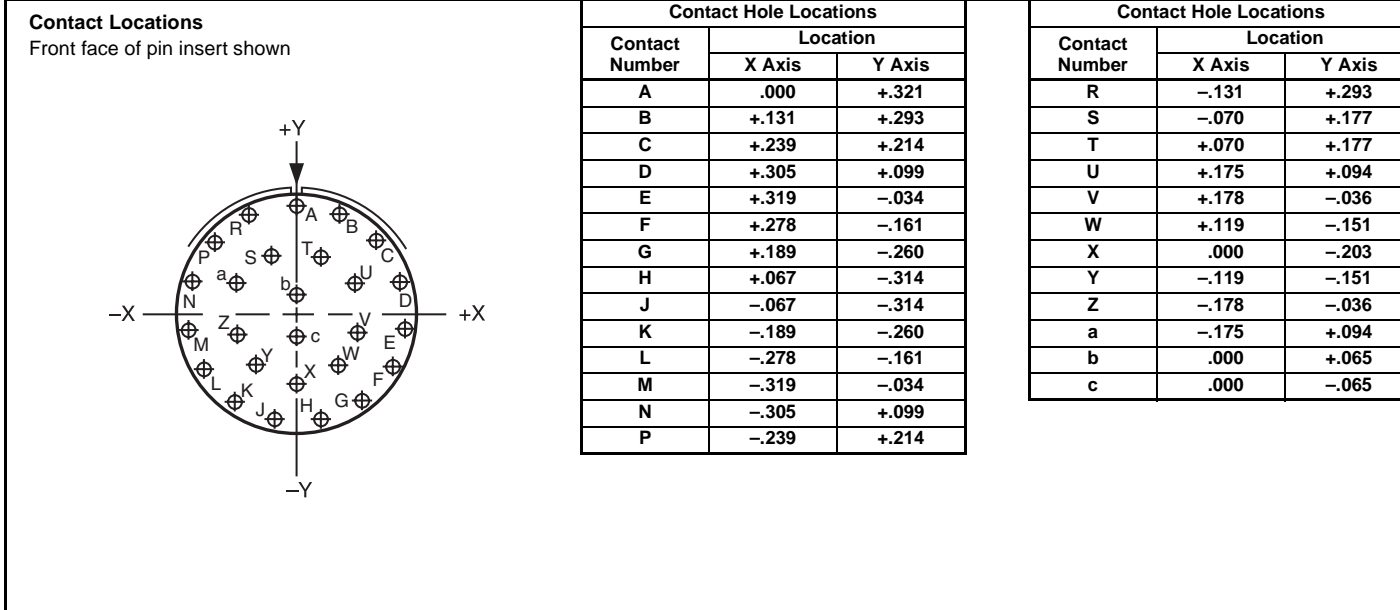 Contact Locations
Front face of pin insert shown
+Y
A
R
B
P
C
S
T
a
U
b
N
D
–X
+X
Z
V
c
M
E
Y
W
X
L
F
K
J
H
G
–Y
Contact Hole Locations
Contact Number Location
X Axis Y Axis
A .000 +.321
B +.131 +.293
C +.239 +.214
D +.305 +.099
E +.319 –.034
F +.278 –.161
G +.189 –.260
H +.067 –.314
J –.067 –.314
K –.189 –.260
L –.278 –.161
M –.319 –.034
N –.305 +.099
P –.239 +.214
Contact Hole Locations
Contact Number Location
X Axis Y Axis
R –.131 +.293
S –.070 +.177
T +.070 +.177
U +.175 +.094
V +.178 –.036
W +.119 –.151
X .000 –.203
Y –.119 –.151
Z –.178 –.036
a –.175 +.094
b .000 +.065
c .000 –.065